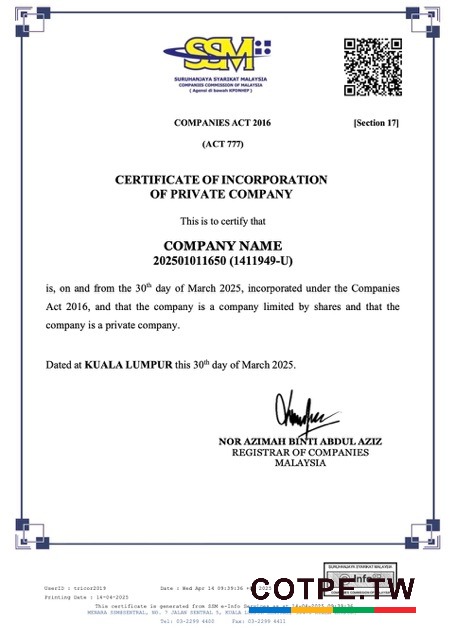 SSM
SURUHANJAYA SYARIKAT MALAYSIA
COMPANIES COMMISSION OF MALAYSIA
( Agensi di bawah KPDNHEP )
COMPANIES ACT 2016 [Section 17]
(ACT 777)
CERTIFICATE OF INCORPORATION
OF PRIVATE COMPANY
This is to certify that
COMPANY NAME
202501011650 (1411949-U)
is, on and from the 30th day of March 2025, incorporated under the Companies
Act 2016, and that the company is a company limited by shares and that the
company is a private company.
Dated at KUALA LUMPUR this 30th day of March 2025.
NOR AZIMAH BINTI ABDUL AZIZ
REGISTRAR OF COMPANIES
MALAYSIA
SURUHANJAYA SYARIKAT MALAYSIA
UserID : tricor2019 Date : Wed Apr 14 09:39:36 2025
Printing Date : 14-04-2025
COTPE.TW
This certificate is generated from SSM e-Info Services as at 14-04-2025 09:39:36
MENARA SSM@SENTRAL, NO. 7 JALAN SENTRAL 5, KUALA
Tel: 03-2299 4400 Fax: 03-2299 4411